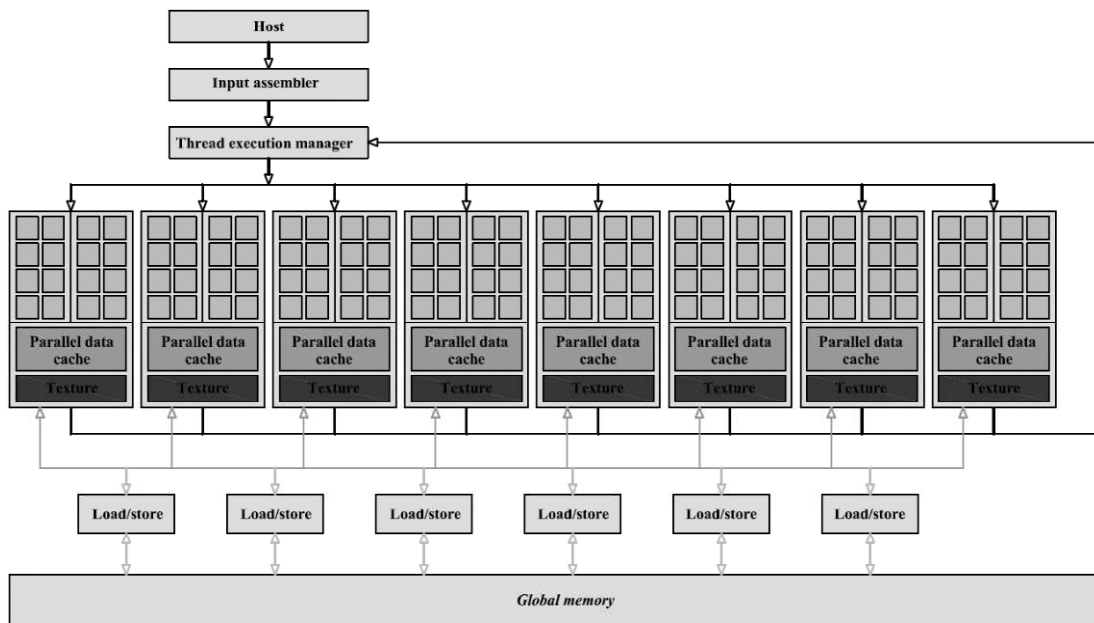 Host
Input assembler
Thread execution manager
Parallel data
cache
Parallel data
cache
Parallel data
cache
Parallel data
cache
Parallel data
cache
Parallel data
cache
Parallel data
cache
Parallel data
cache
Texture
Texture
Texture
Texture
Texture
Texture
Texture
Texture
Load/store
Load/store
Load/store
Load/store
Load/store
Load/store
Global memory